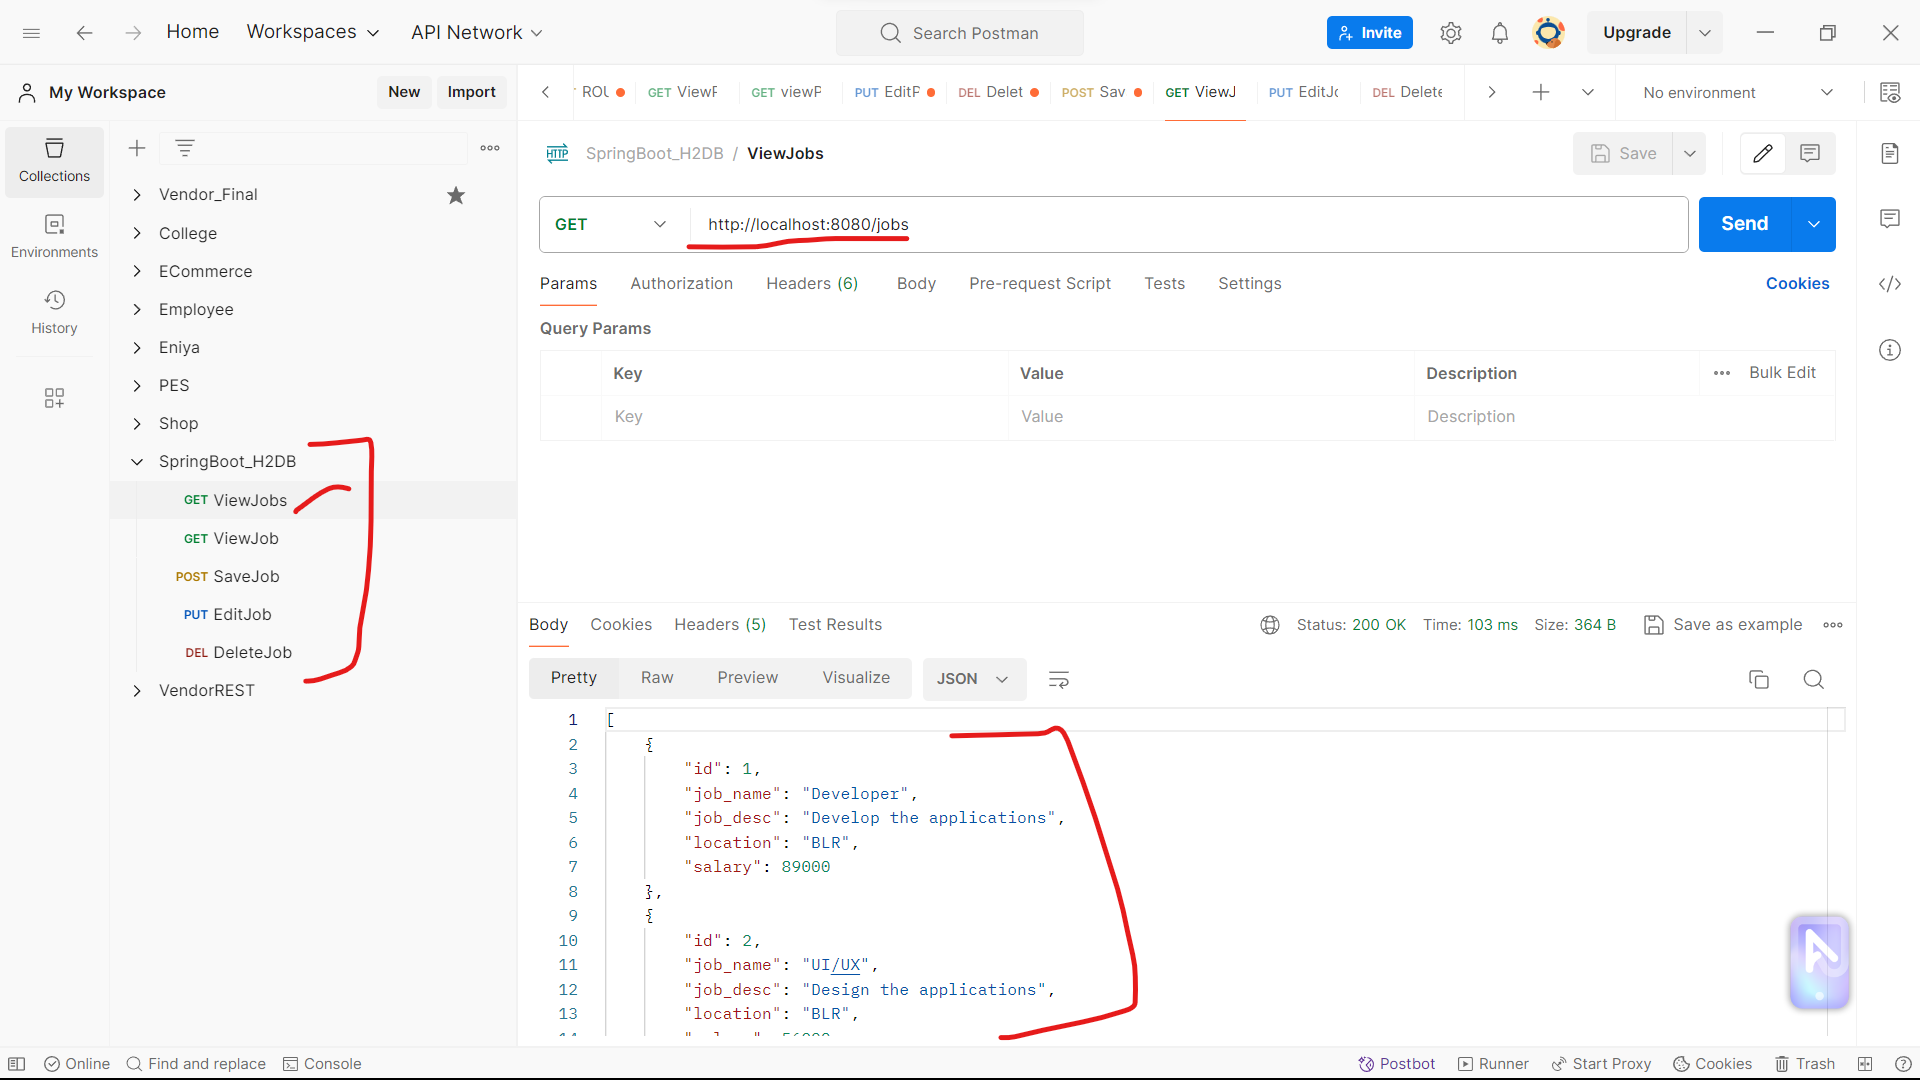 Home Workspaces API Network Search Postman Invite Upgrade
My Workspace New Import ROU GET ViewF GET viewP PUT EditP DEL Delet POST Sav GET ViewJ PUT EditJc DEL Delete No environment
Collections
Environments
History
Vendor_Final
College
ECommerce
Employee
Eniya
PES
Shop
SpringBoot_H2DB
GET ViewJobs
GET ViewJob
POST SaveJob
PUT EditJob
DEL DeleteJob
VendorREST
HTTP SpringBoot_H2DB / ViewJobs Save
GET http://localhost:8080/jobs Send
Params Authorization Headers (6) Body Pre-request Script Tests Settings Cookies
Query Params
Key Value Description Bulk Edit
Key Value Description
Body Cookies Headers (5) Test Results Status: 200 OK Time: 103 ms Size: 364 B Save as example
Pretty Raw Preview Visualize JSON
1 [
2 {
3 "id": 1,
4 "job_name": "Developer",
5 "job_desc": "Develop the applications",
6 "location": "BLR",
7 "salary": 89000
8 },
9 {
10 "id": 2,
11 "job_name": "UI/UX",
12 "job_desc": "Design the applications",
13 "location": "BLR",
Online Find and replace Console Postbot Runner Start Proxy Cookies Trash